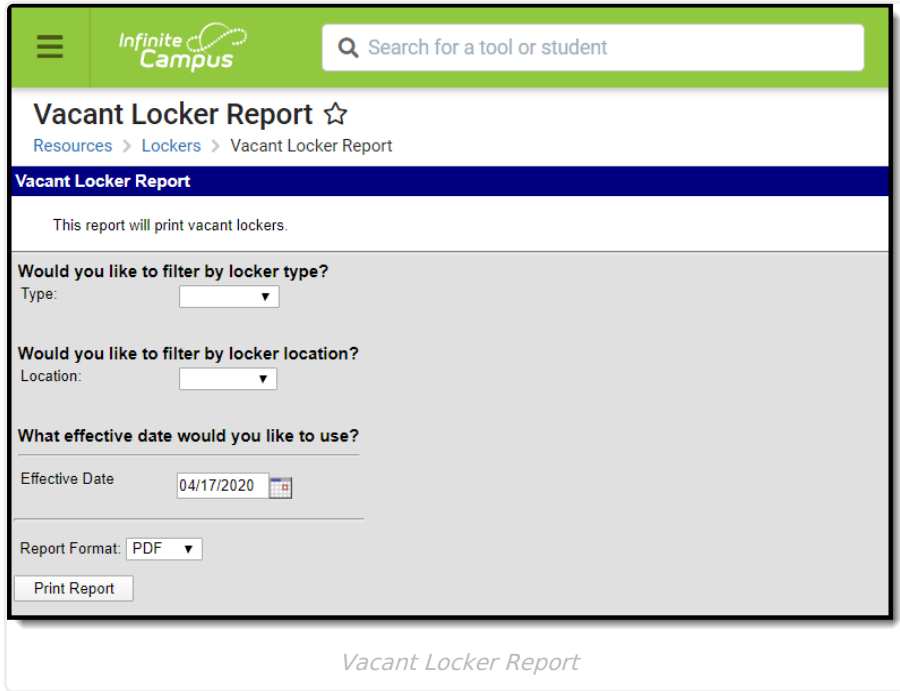 Infinite
Campus
Search for a tool or student
Vacant Locker Report
Resources > Lockers > Vacant Locker Report
Vacant Locker Report
This report will print vacant lockers.
Would you like to filter by locker type?
Type:
Would you like to filter by locker location?
Location:
What effective date would you like to use?
Effective Date 04/17/2020
Report Format: PDF
Print Report
Vacant Locker Report